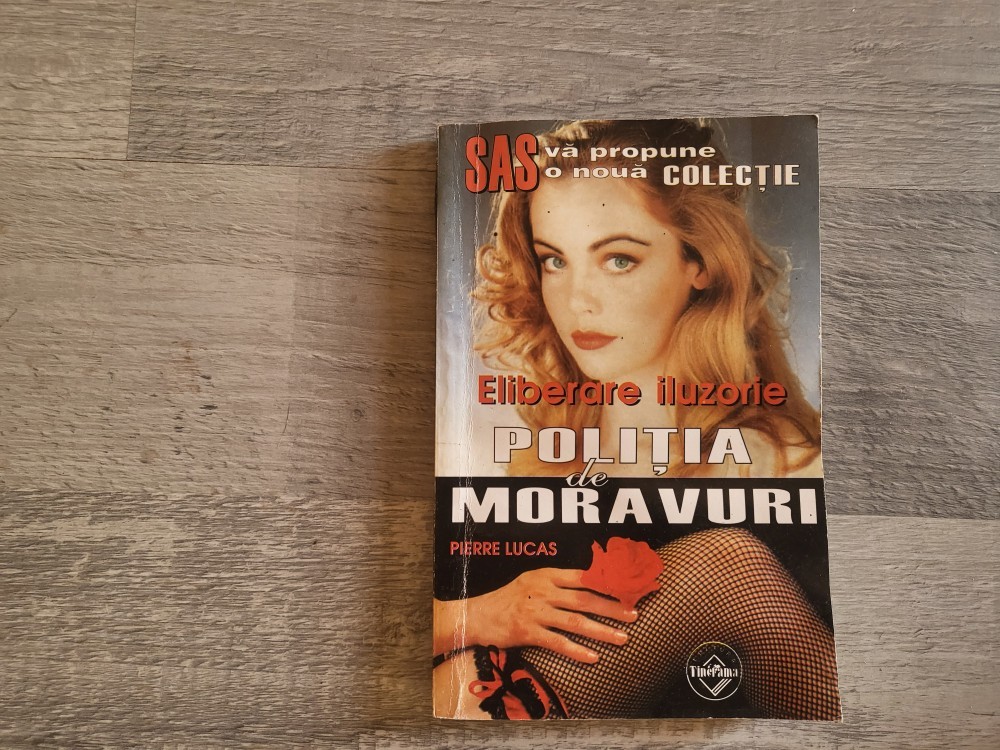 SAS vă propune
o nouă COLECȚIE
Eliberare iluzorie
POLIȚIA
de
MORAVURI
PIERRE LUCAS
Tinerama